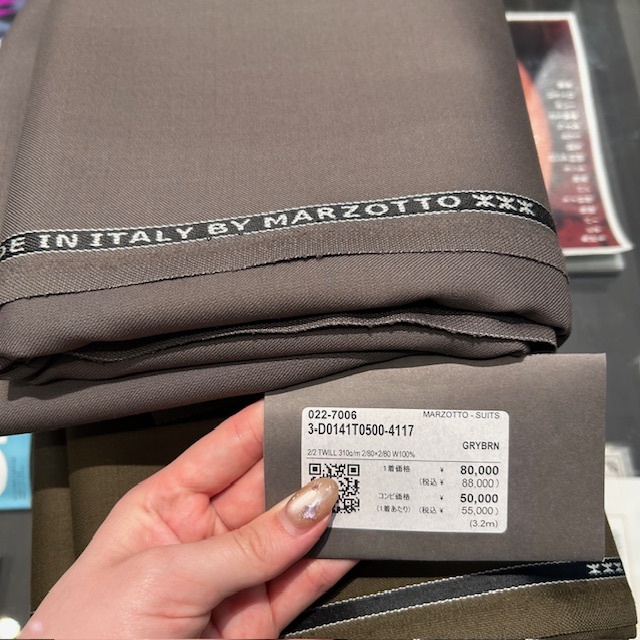 DE IN ITALY BY MARZOTTO ***
022-7006 MARZOTTO - SUITS
3-D0141T0500-4117
GRYBRN
2/2 TWILL 310g/m 2/80×2/80 W100%
1着価格 ¥ 80,000
(税込 ¥ 88,000)
コンビ価格 ¥ 50,000
(1着あたり) (税込 ¥ 55,000)
(3.2m)